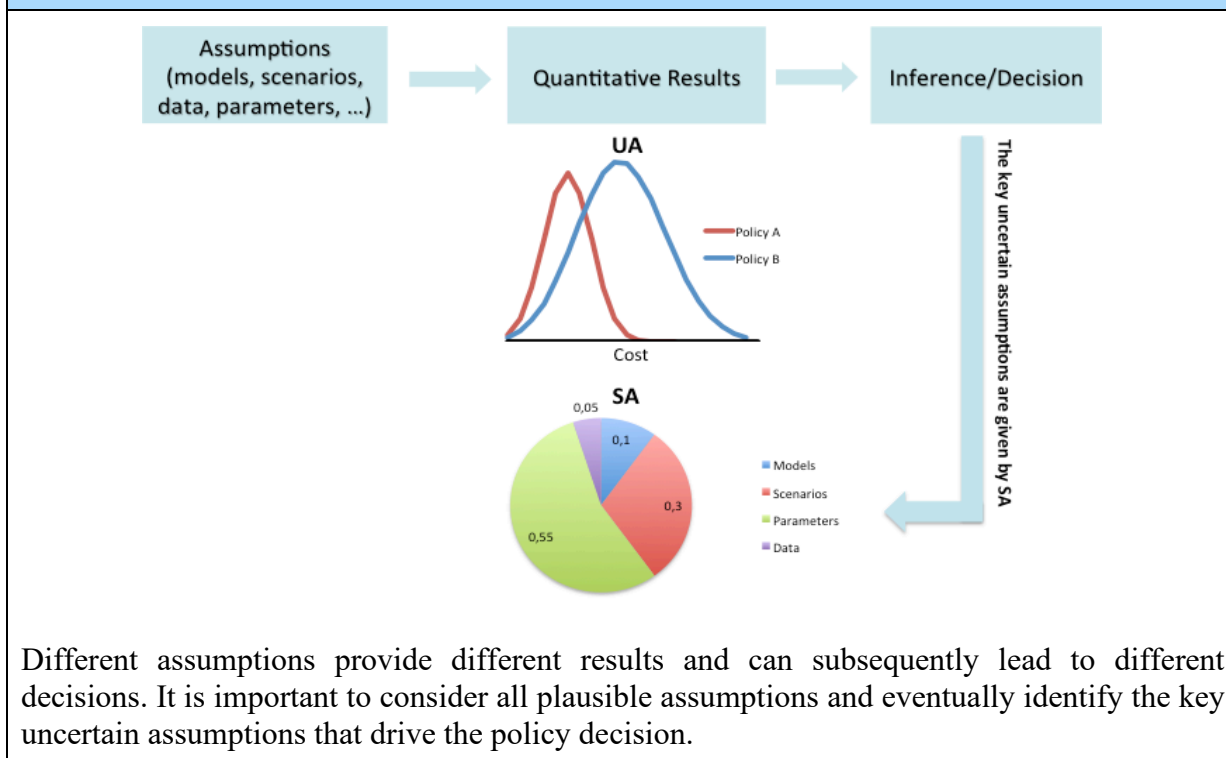 Assumptions
(models, scenarios,
data, parameters, ...)
Quantitative Results
Inference/Decision
UA
Policy A
Policy B
Cost
The key uncertain assumptions are given by SA
SA
0,05
0,1
0,3
0,55
Models
Scenarios
Parameters
Data
Different assumptions provide different results and can subsequently lead to different
decisions. It is important to consider all plausible assumptions and eventually identify the key
uncertain assumptions that drive the policy decision.